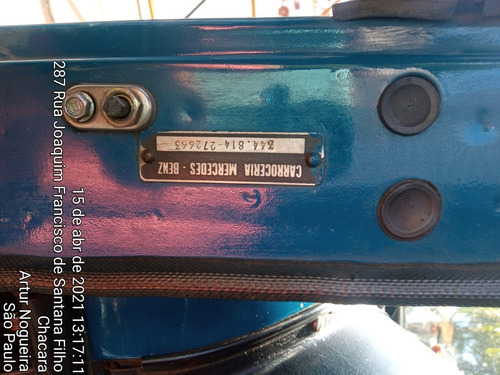 CARROCERIA MERCEDES - BENZ
344.814-272663
15 de abr de 2021 13:17:11
287 Rua Joaquim Francisco de Santana Filho
Chacara
Artur Nogueira
São Paulo